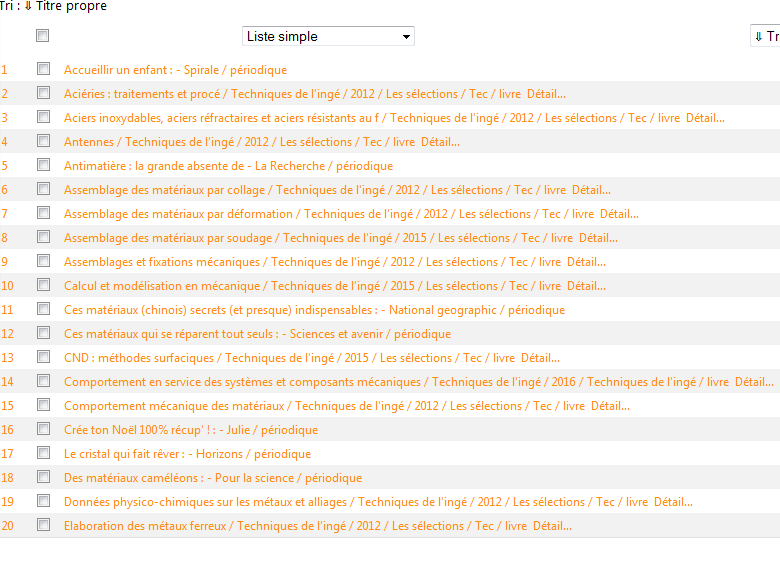 Tri : ⇓ Titre propre
Liste simple ⇓ Tr
1 Accueillir un enfant : - Spirale / périodique
2 Aciéries : traitements et procé / Techniques de l'ingé / 2012 / Les sélections / Tec / livre Détail...
3 Aciers inoxydables, aciers réfractaires et aciers résistants au f / Techniques de l'ingé / 2012 / Les sélections / Tec / livre Détail...
4 Antennes / Techniques de l'ingé / 2012 / Les sélections / Tec / livre Détail...
5 Antimatière : la grande absente de - La Recherche / périodique
6 Assemblage des matériaux par collage / Techniques de l'ingé / 2012 / Les sélections / Tec / livre Détail...
7 Assemblage des matériaux par déformation / Techniques de l'ingé / 2012 / Les sélections / Tec / livre Détail...
8 Assemblage des matériaux par soudage / Techniques de l'ingé / 2015 / Les sélections / Tec / livre Détail...
9 Assemblages et fixations mécaniques / Techniques de l'ingé / 2012 / Les sélections / Tec / livre Détail...
10 Calcul et modélisation en mécanique / Techniques de l'ingé / 2015 / Les sélections / Tec / livre Détail...
11 Ces matériaux (chinois) secrets (et presque) indispensables : - National geographic / périodique
12 Ces matériaux qui se réparent tout seuls : - Sciences et avenir / périodique
13 CND : méthodes surfaciques / Techniques de l'ingé / 2015 / Les sélections / Tec / livre Détail...
14 Comportement en service des systèmes et composants mécaniques / Techniques de l'ingé / 2016 / Techniques de l'ingé / livre Détail...
15 Comportement mécanique des matériaux / Techniques de l'ingé / 2012 / Les sélections / Tec / livre Détail...
16 Crée ton Noël 100% récup' ! : - Julie / périodique
17 Le cristal qui fait rêver : - Horizons / périodique
18 Des matériaux caméléons : - Pour la science / périodique
19 Données physico-chimiques sur les métaux et alliages / Techniques de l'ingé / 2012 / Les sélections / Tec / livre Détail...
20 Elaboration des métaux ferreux / Techniques de l'ingé / 2012 / Les sélections / Tec / livre Détail...